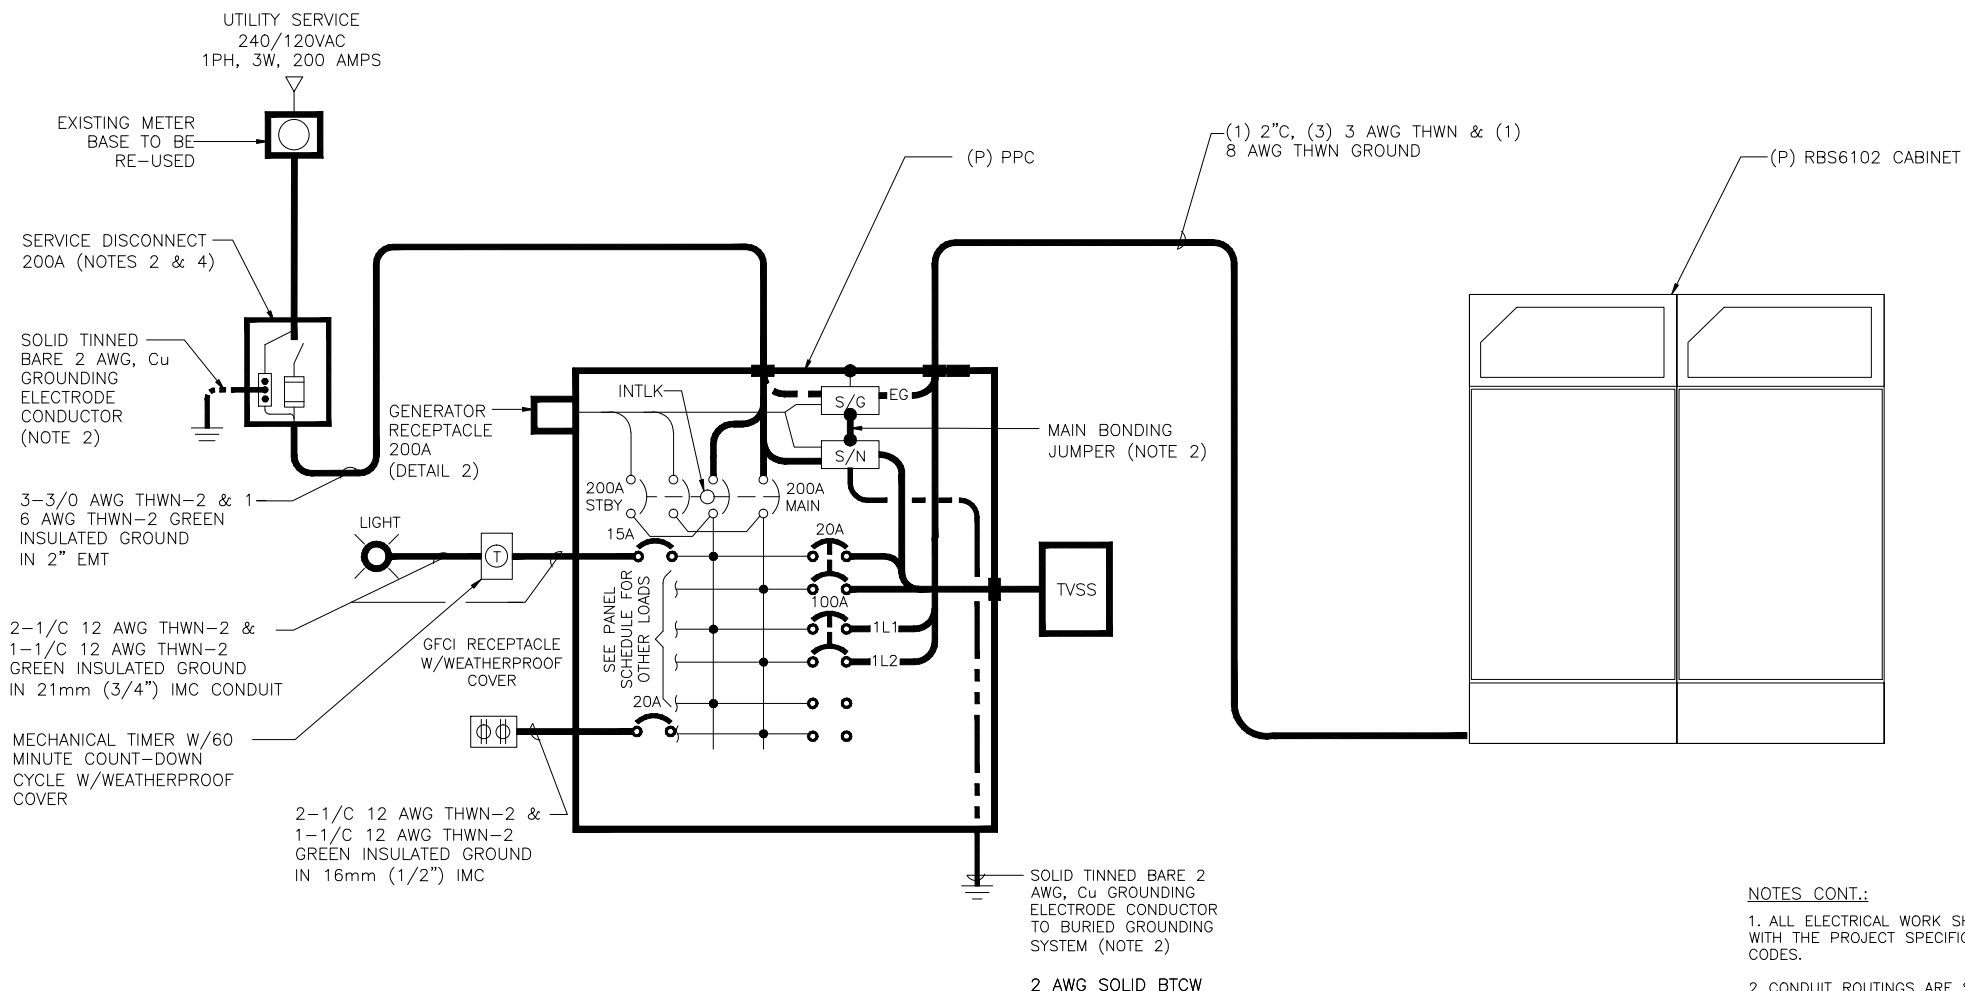 UTILITY SERVICE
240/120VAC
1PH, 3W, 200 AMPS
EXISTING METER
BASE TO BE
RE-USED
(P) PPC
(1) 2"C, (3) 3 AWG THWN & (1)
8 AWG THWN GROUND
(P) RBS6102 CABINET
SERVICE DISCONNECT
200A (NOTES 2 & 4)
SOLID TINNED
BARE 2 AWG, Cu
GROUNDING
ELECTRODE
CONDUCTOR
(NOTE 2)
GENERATOR
RECEPTACLE
200A
(DETAIL 2)
INTLK
S/G
EG
S/N
MAIN BONDING
JUMPER (NOTE 2)
200A
STBY
200A
MAIN
3-3/0 AWG THWN-2 & 1-
6 AWG THWN-2 GREEN
INSULATED GROUND
IN 2" EMT
LIGHT
T
15A
20A
SEE PANEL
SCHEDULE FOR
OTHER LOADS
100A
1L1
1L2
TVSS
2-1/C 12 AWG THWN-2 &
1-1/C 12 AWG THWN-2
GREEN INSULATED GROUND
IN 21mm (3/4") IMC CONDUIT
GFCI RECEPTACLE
W/WEATHERPROOF
COVER
20A
MECHANICAL TIMER W/60
MINUTE COUNT-DOWN
CYCLE W/WEATHERPROOF
COVER
2-1/C 12 AWG THWN-2 &
1-1/C 12 AWG THWN-2
GREEN INSULATED GROUND
IN 16mm (1/2") IMC
SOLID TINNED BARE 2
AWG, Cu GROUNDING
ELECTRODE CONDUCTOR
TO BURIED GROUNDING
SYSTEM (NOTE 2)
2 AWG SOLID BTCW
NOTES CONT.:
1. ALL ELECTRICAL WORK
WITH THE PROJECT
CODES.
2. CONDUIT ROUTINGS ARE